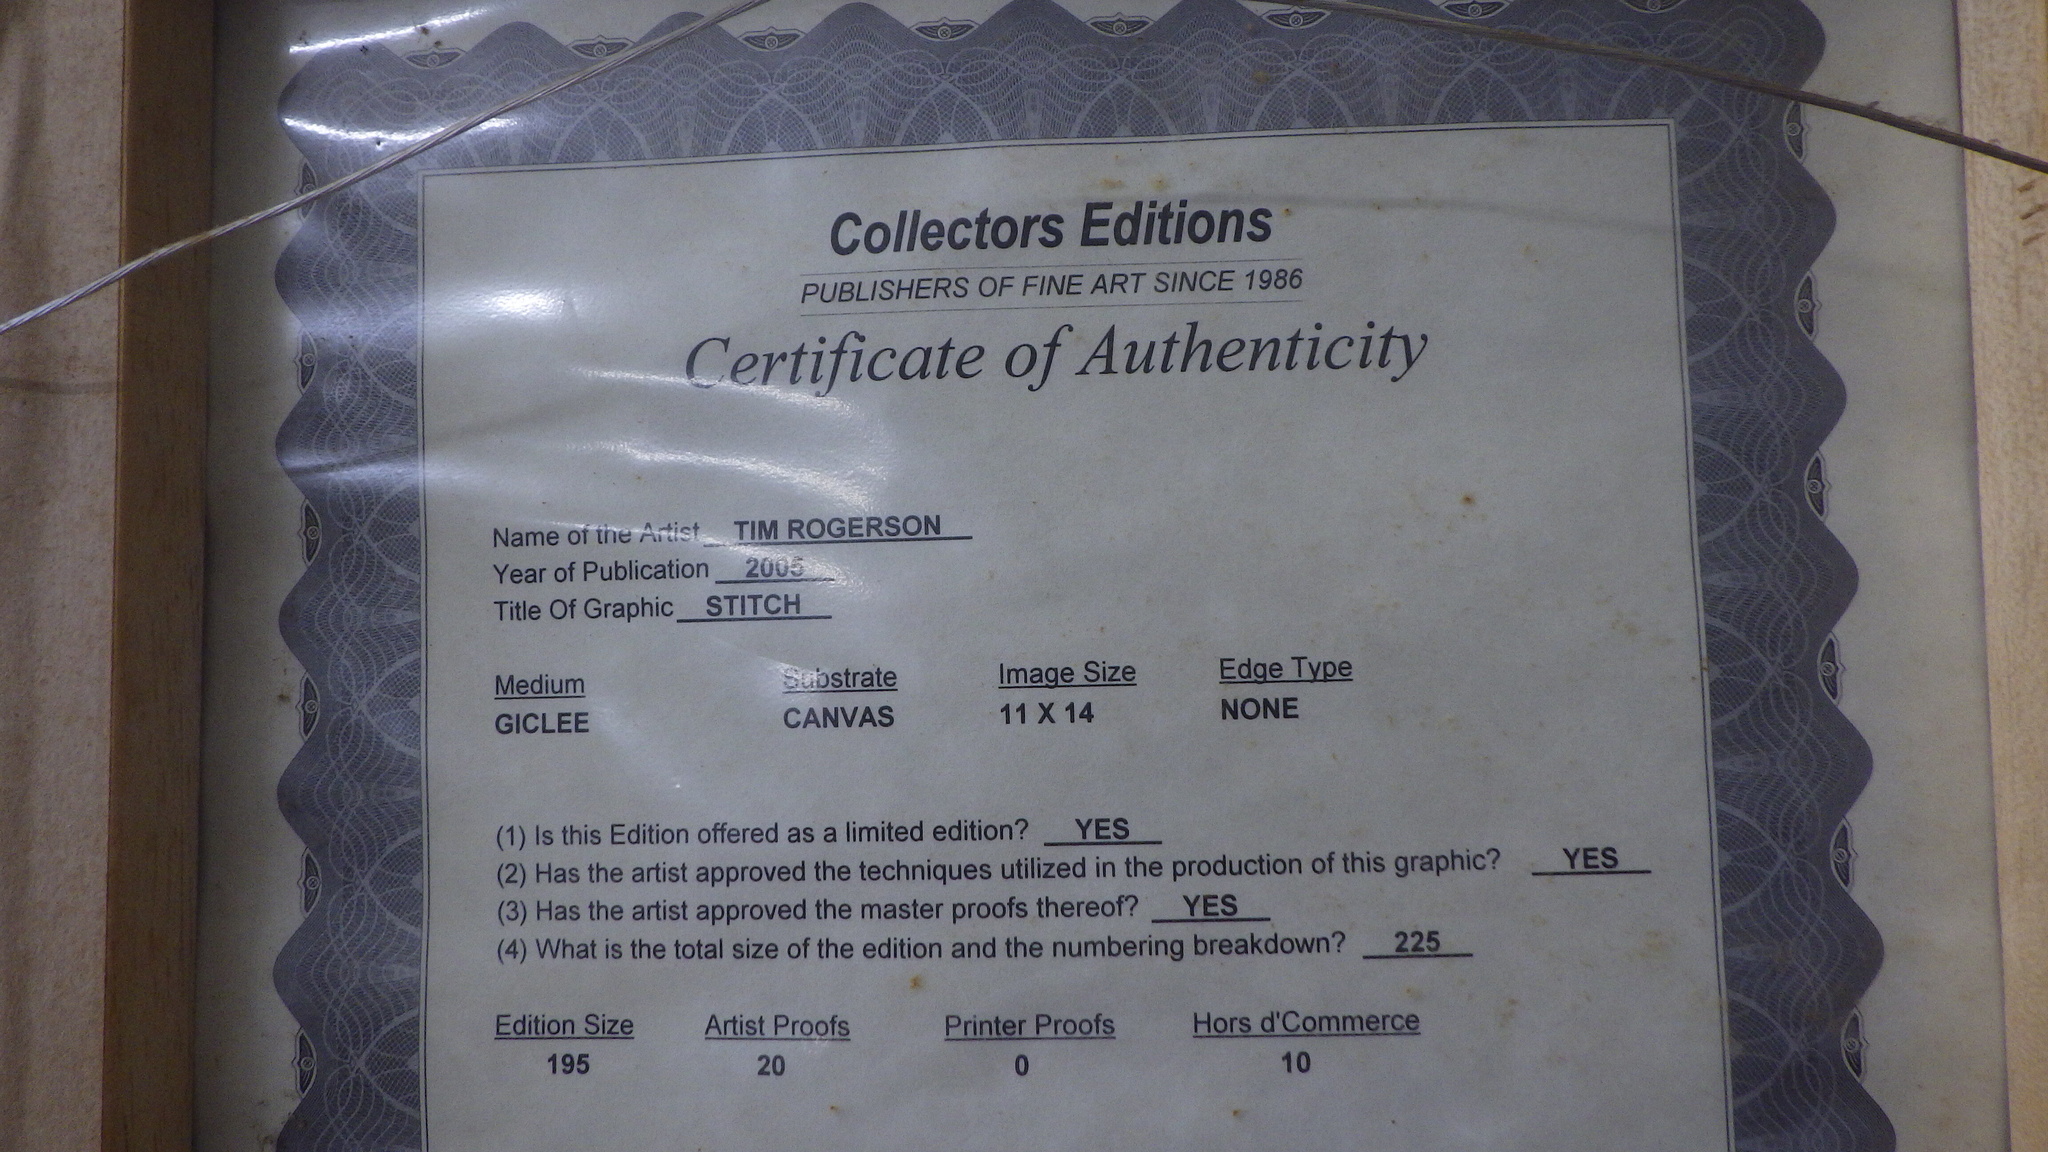 Collectors Editions
PUBLISHERS OF FINE ART SINCE 1986
Certificate of Authenticity
Name of the Artist TIM ROGERSON
Year of Publication 2005
Title Of Graphic STITCH
Medium Substrate Image Size Edge Type
GICLEE CANVAS 11 X 14 NONE
(1) Is this Edition offered as a limited edition? YES
(2) Has the artist approved the techniques utilized in the production of this graphic? YES
(3) Has the artist approved the master proofs thereof? YES
(4) What is the total size of the edition and the numbering breakdown? 225
Edition Size Artist Proofs Printer Proofs Hors d'Commerce
195 20 0 10